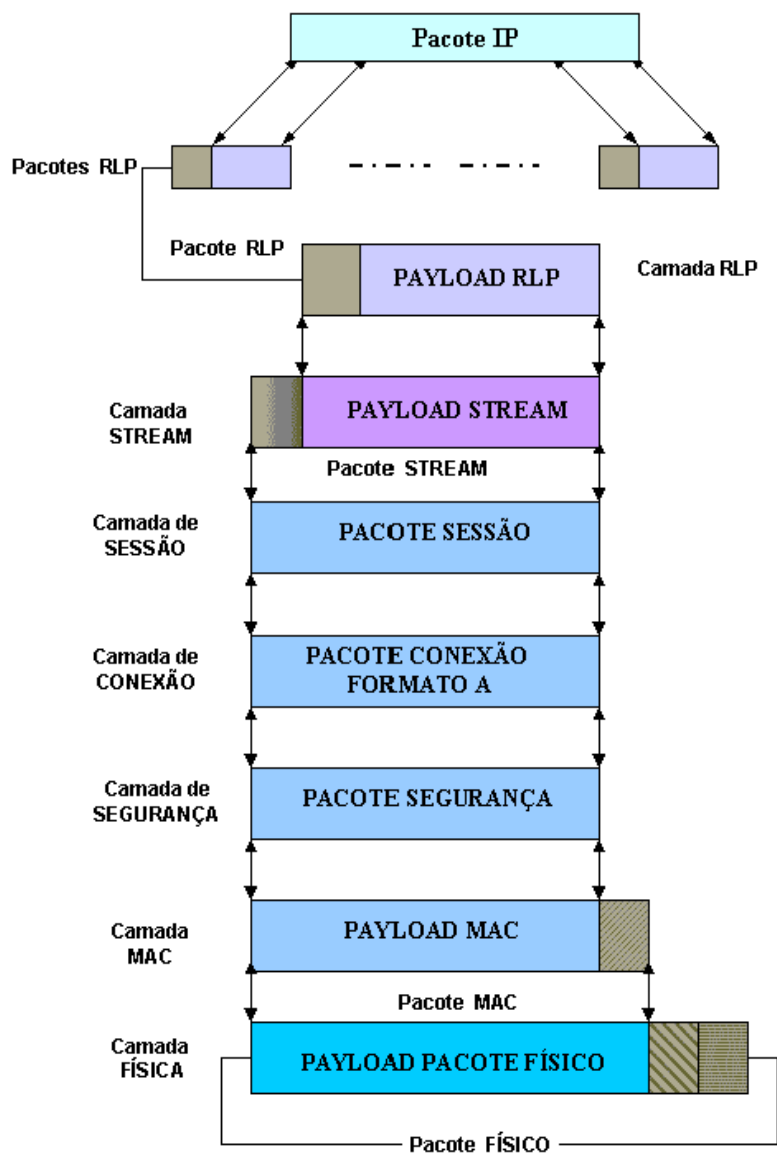 Pacote IP
Pacotes RLP
Pacote RLP
PAYLOAD RLP
Camada RLP
Camada
STREAM
PAYLOAD STREAM
Pacote STREAM
Camada de
SESSÃO
PACOTE SESSÃO
Camada de
CONEXÃO
PACOTE CONEXÃO
FORMATO A
Camada de
SEGURANÇA
PACOTE SEGURANÇA
Camada
MAC
PAYLOAD MAC
Pacote MAC
Camada
FÍSICA
PAYLOAD PACOTE FÍSICO
Pacote FÍSICO